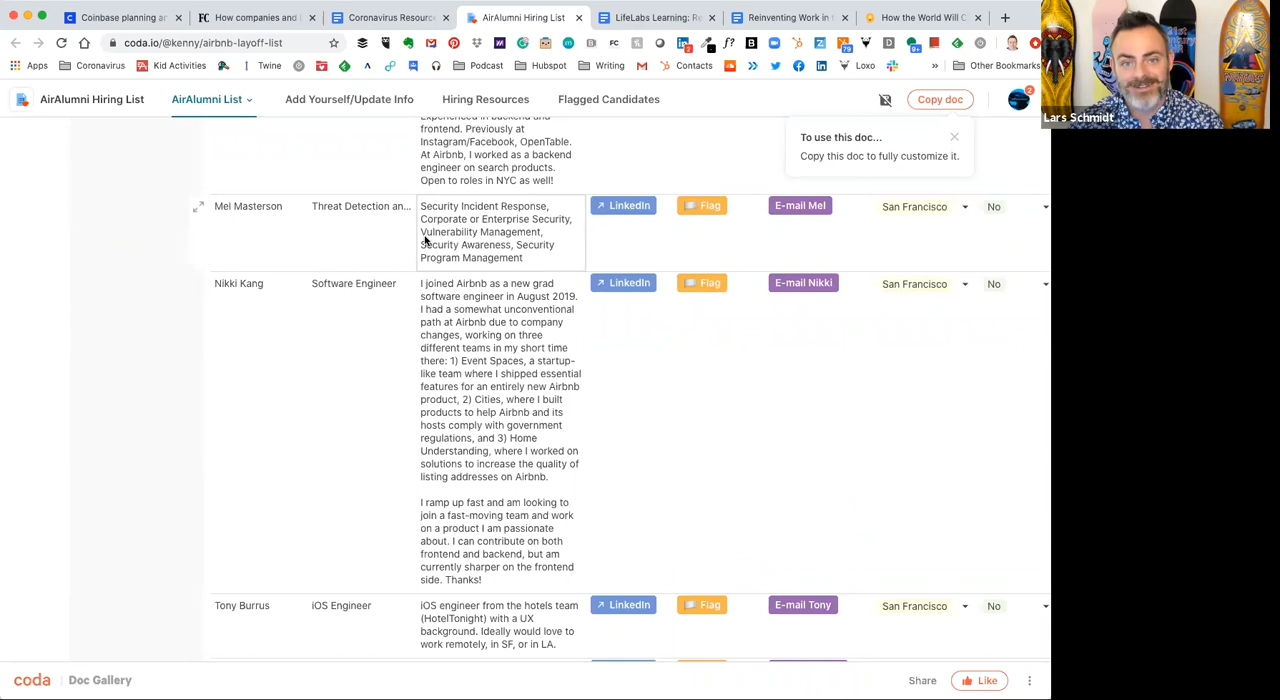 Coinbase planning ar
How companies and
Coronavirus Resourc
AirAlumni Hiring List
LifeLabs Learning: Re
Reinventing Work in
How the World Will C
coda.io/@kenny/airbnb-layoff-list
Apps
Coronavirus
Kid Activities
Twine
Podcast
Hubspot
Writing
Contacts
Loxo
»
Other Bookmarks
Lars Schmidt
AirAlumni Hiring List
AirAlumni List
Add Yourself/Update Info
Hiring Resources
Flagged Candidates
Copy doc
2
To use this doc...
Copy this doc to fully customize it.
Experienced in backend and
frontend. Previously at
Instagram/Facebook, OpenTable.
At Airbnb, I worked as a backend
engineer on search products.
Open to roles in NYC as well!
Mel Masterson
Threat Detection an...
Security Incident Response,
Corporate or Enterprise Security,
Vulnerability Management,
Security Awareness, Security
Program Management
LinkedIn
Flag
E-mail Mel
San Francisco
No
Nikki Kang
Software Engineer
I joined Airbnb as a new grad
software engineer in August 2019.
I had a somewhat unconventional
path at Airbnb due to company
changes, working on three
different teams in my short time
there: 1) Event Spaces, a startup-
like team where I shipped essential
features for an entirely new Airbnb
product, 2) Cities, where I built
products to help Airbnb and its
hosts comply with government
regulations, and 3) Home
Understanding, where I worked on
solutions to increase the quality of
listing addresses on Airbnb.
I ramp up fast and am looking to
join a fast-moving team and work
on a product I am passionate
about. I can contribute on both
frontend and backend, but am
currently sharper on the frontend
side. Thanks!
LinkedIn
Flag
E-mail Nikki
San Francisco
No
Tony Burrus
iOS Engineer
iOS engineer from the hotels team
(HotelTonight) with a UX
background. Ideally would love to
work remotely, in SF, or in LA.
LinkedIn
Flag
E-mail Tony
San Francisco
No
coda
Doc Gallery
Share
Like